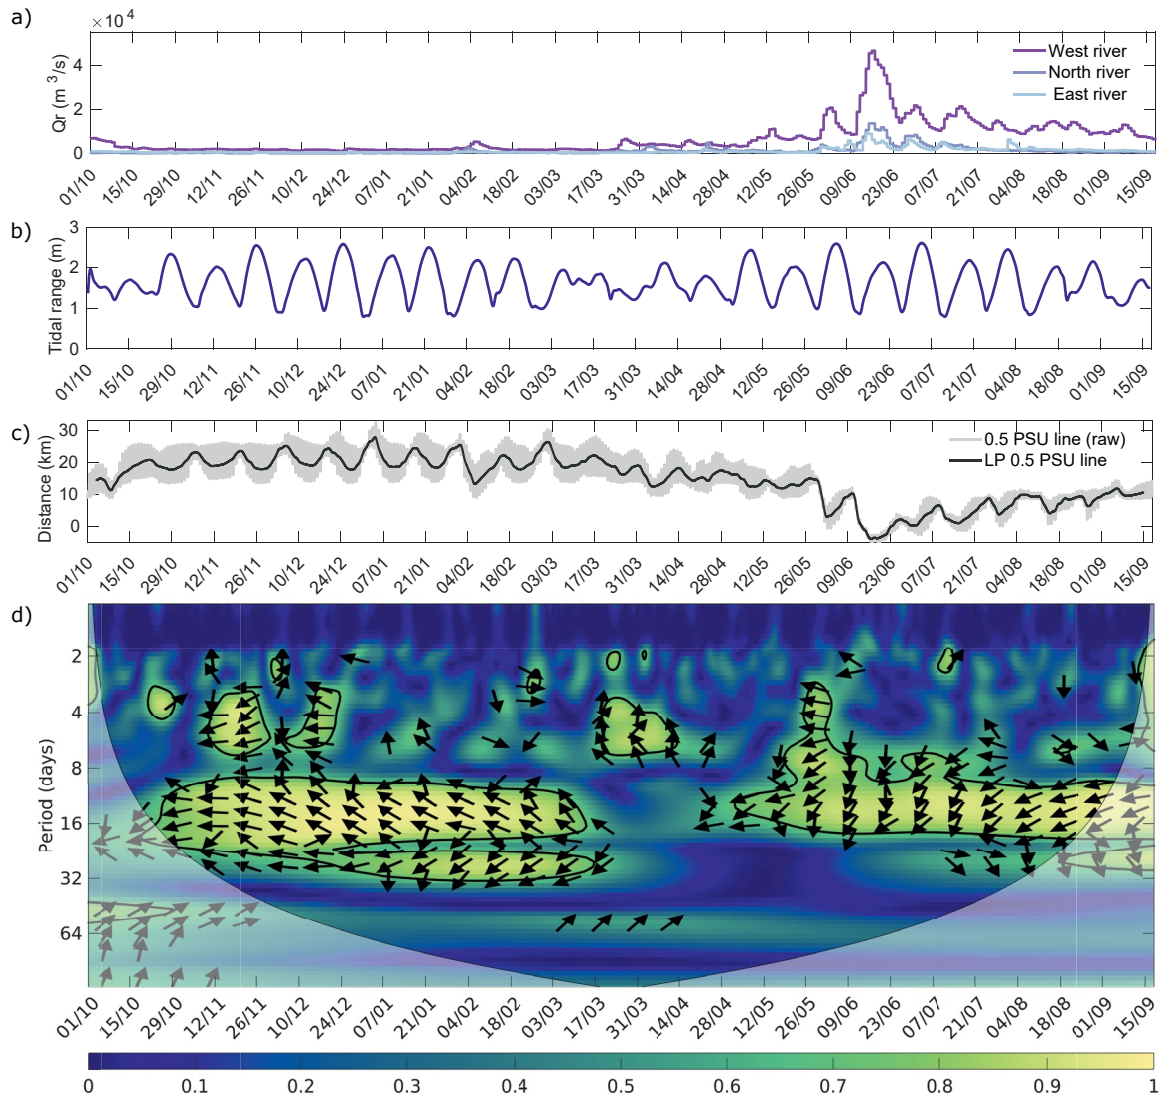 a)
×10⁴
Qr (m³/s)
4
2
0
West river
North river
East river
01/10 15/10 29/10 12/11 26/11 10/12 24/12 07/01 21/01 04/02 18/02 03/03 17/03 31/03 14/04 28/04 12/05 26/05 09/06 23/06 07/07 21/07 04/08 18/08 01/09 15/09
b)
Tidal range (m)
3
2
1
0
01/10 15/10 29/10 12/11 26/11 10/12 24/12 07/01 21/01 04/02 18/02 03/03 17/03 31/03 14/04 28/04 12/05 26/05 09/06 23/06 07/07 21/07 04/08 18/08 01/09 15/09
c)
Distance (km)
30
20
10
0
0.5 PSU line (raw)
LP 0.5 PSU line
01/10 15/10 29/10 12/11 26/11 10/12 24/12 07/01 21/01 04/02 18/02 03/03 17/03 31/03 14/04 28/04 12/05 26/05 09/06 23/06 07/07 21/07 04/08 18/08 01/09 15/09
d)
Period (days)
2
4
8
16
32
64
01/10 15/10 29/10 12/11 26/11 10/12 24/12 07/01 21/01 04/02 18/02 03/03 17/03 31/03 14/04 28/04 12/05 26/05 09/06 23/06 07/07 21/07 04/08 18/08 01/09 15/09
0 0.1 0.2 0.3 0.4 0.5 0.6 0.7 0.8 0.9 1